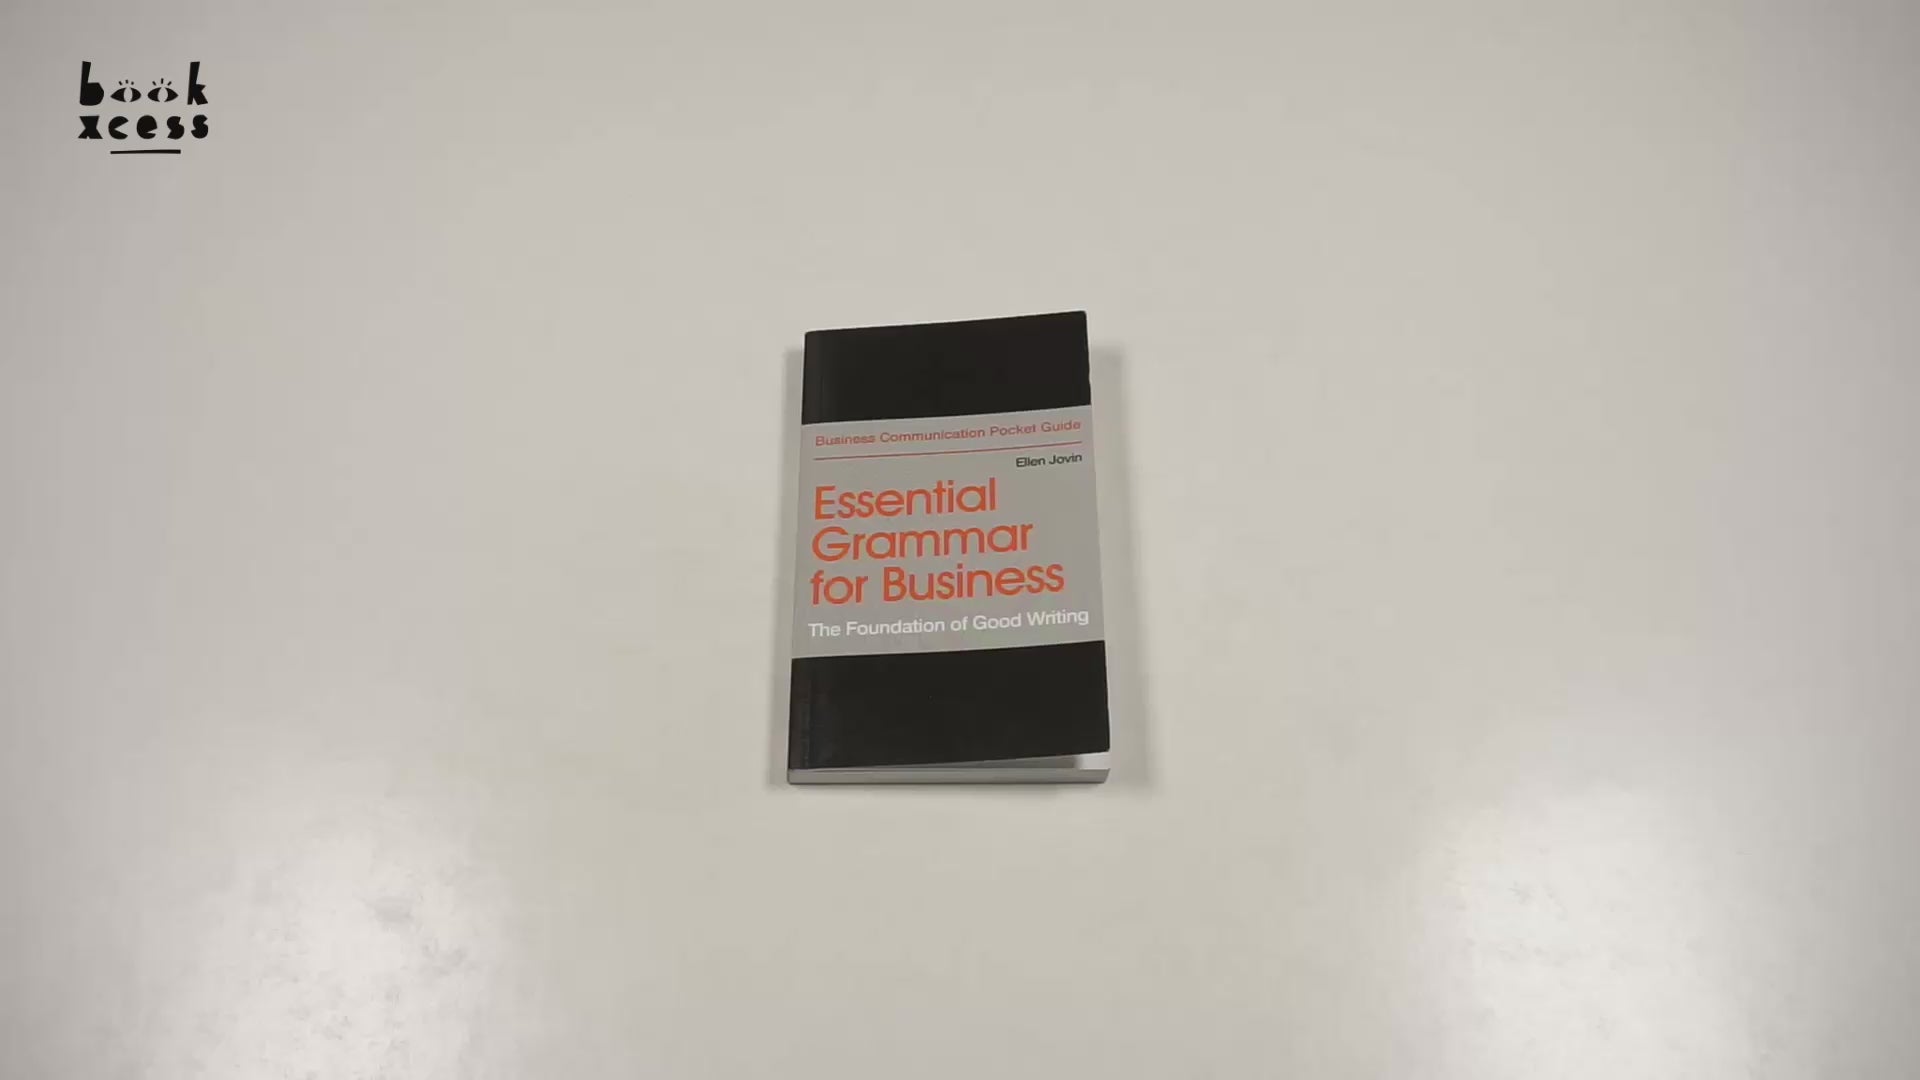 book
xcess
Business Communication Pocket Guide
Ellen Jovin
Essential
Grammar
for Business
The Foundation of Good Writing